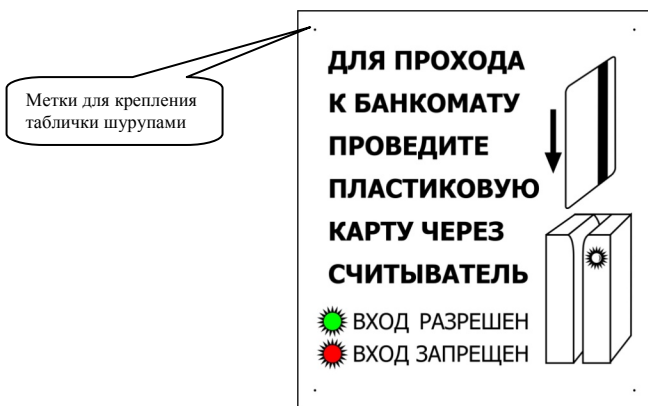 Метки для крепления
таблички шурупами
ДЛЯ ПРОХОДА
К БАНКОМАТУ
ПРОВЕДИТЕ
ПЛАСТИКОВУЮ
КАРТУ ЧЕРЕЗ
СЧИТЫВАТЕЛЬ
ВХОД РАЗРЕШЕН
ВХОД ЗАПРЕЩЕН